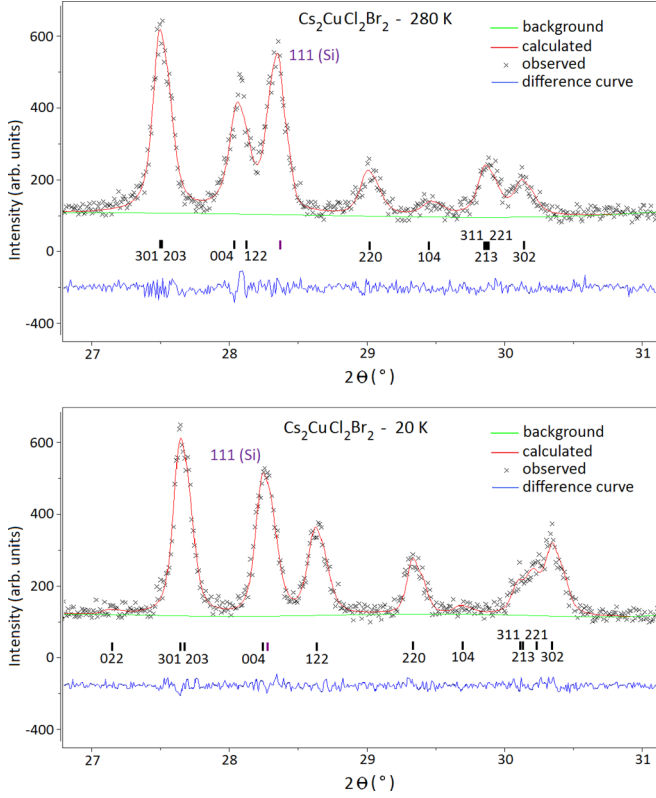 Cs₂CuCl₂Br₂ - 280 K
background
calculated
observed
difference curve
111 (Si)
Intensity (arb. units)
600
400
200
0
-400
301 203
004
122
220
104
311 221
213
302
27
28
29
30
31
2Θ(°)
Cs₂CuCl₂Br₂ - 20 K
background
calculated
observed
difference curve
111 (Si)
Intensity (arb. units)
600
400
200
0
-400
022
301 203
004
122
220
104
311 221
213
302
27
28
29
30
31
2Θ(°)